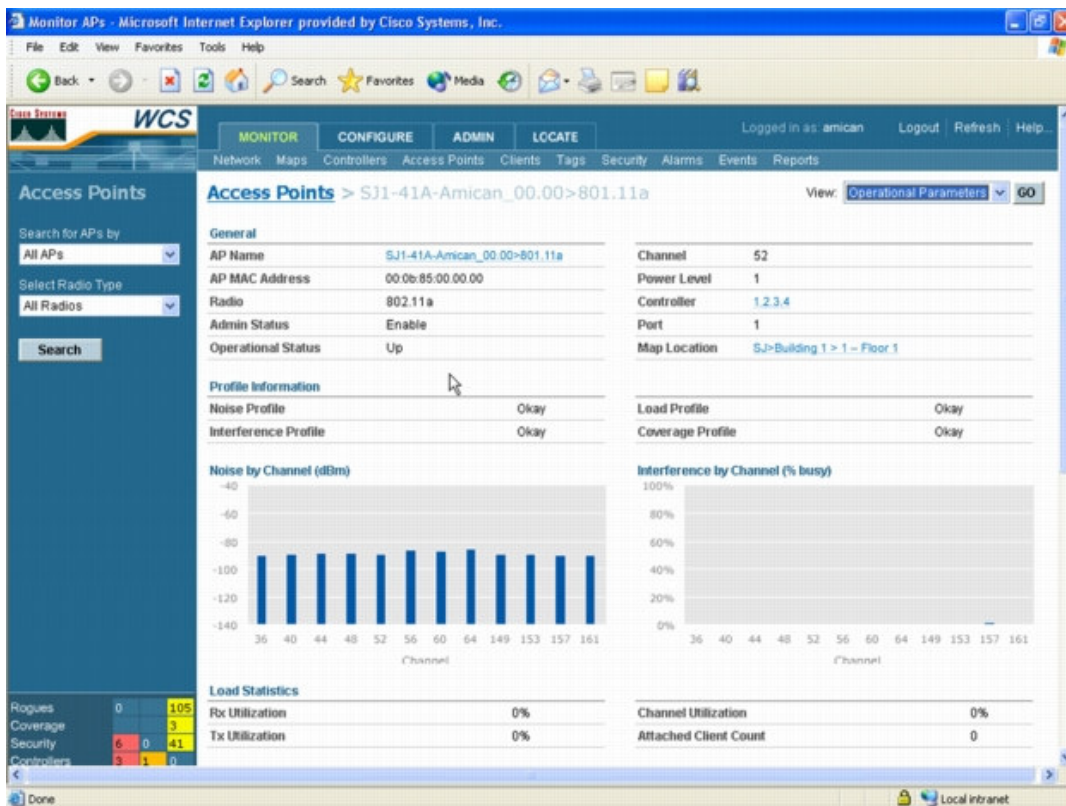 Monitor APs - Microsoft Internet Explorer provided by Cisco Systems, Inc.
File Edit View Favorites Tools Help
Back Search Favorites Media
CISCO SYSTEMS WCS
MONITOR CONFIGURE ADMIN LOCATE
Logged in as: amican Logout Refresh Help...
Network Maps Controllers Access Points Clients Tags Security Alarms Events Reports
Access Points
Search for APs by
All APs
Select Radio Type
All Radios
Search
Access Points > SJ1-41A-Amican_00.00>801.11a
View: Operational Parameters GO
General
AP Name SJ1-41A-Amican_00.00>801.11a
AP MAC Address 00:0b:85:00.00.00
Radio 802.11a
Admin Status Enable
Operational Status Up
Channel 52
Power Level 1
Controller 1.2.3.4
Port 1
Map Location SJ>Building 1 > 1 – Floor 1
Profile Information
Noise Profile Okay
Interference Profile Okay
Load Profile Okay
Coverage Profile Okay
Noise by Channel (dBm)
-40
-60
-80
-100
-120
-140
36 40 44 48 52 56 60 64 149 153 157 161
Channel
Interference by Channel (% busy)
100%
80%
60%
40%
20%
0%
36 40 44 48 52 56 60 64 149 153 157 161
Channel
Load Statistics
Rx Utilization 0%
Tx Utilization 0%
Channel Utilization 0%
Attached Client Count 0
Rogues 0 105
Coverage 3
Security 6 0 41
Controllers 3 1 0
Done
Local intranet